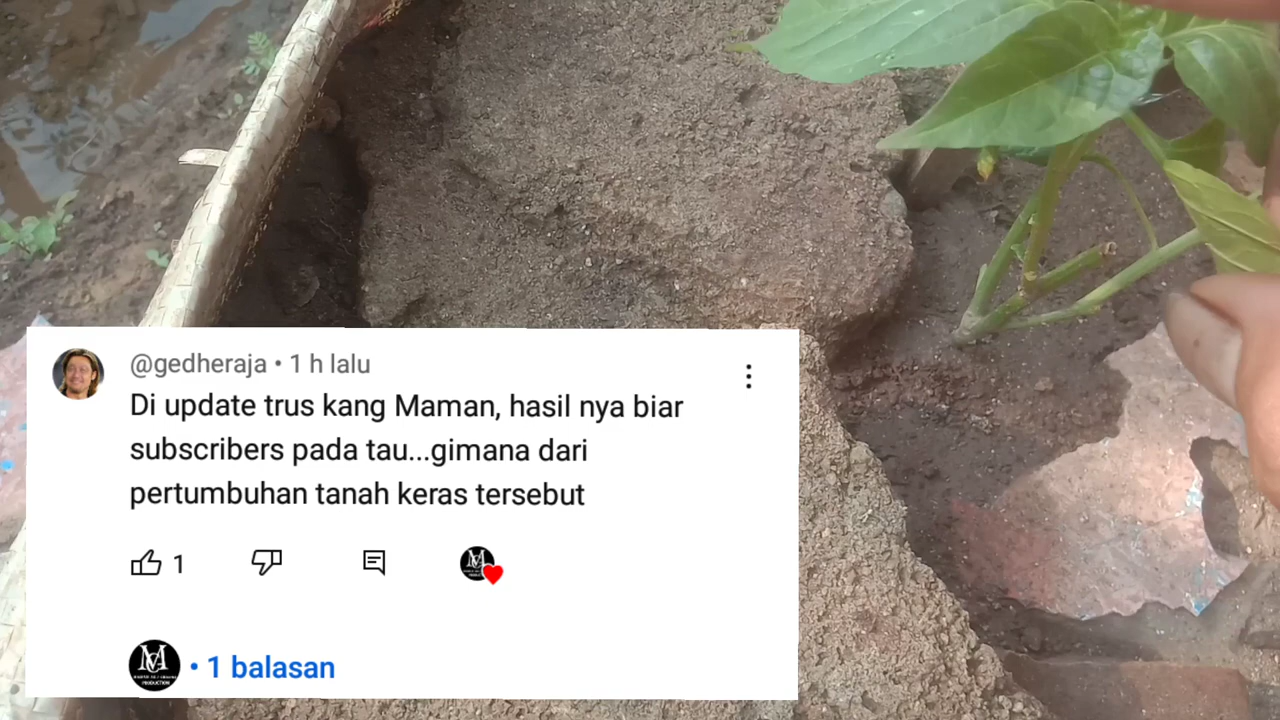 @gedheraja • 1 h lalu
Di update trus kang Maman, hasil nya biar
subscribers pada tau...gimana dari
pertumbuhan tanah keras tersebut
1
• 1 balasan